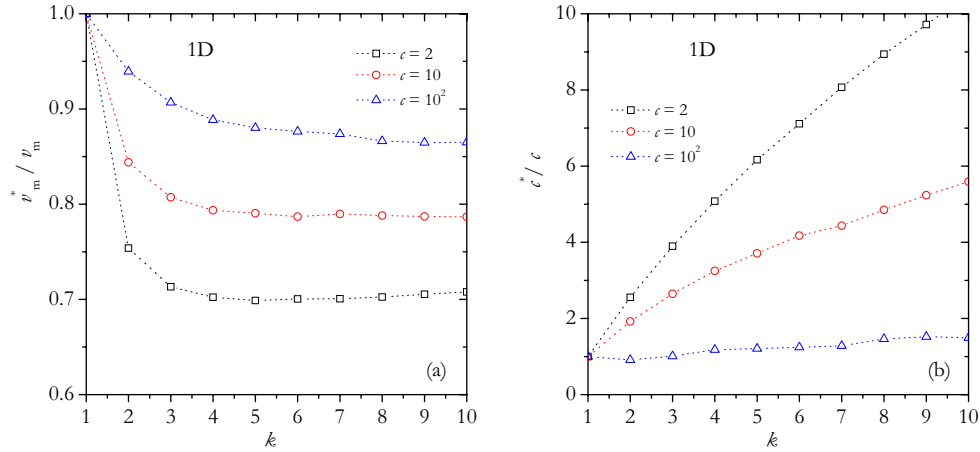 1D
c = 2
c = 10
c = 10²
1.0
0.9
0.8
0.7
0.6
v*m / vm
1 2 3 4 5 6 7 8 9 10
k
(a)
1D
c = 2
c = 10
c = 10²
10
8
6
4
2
0
c* / c
1 2 3 4 5 6 7 8 9 10
k
(b)